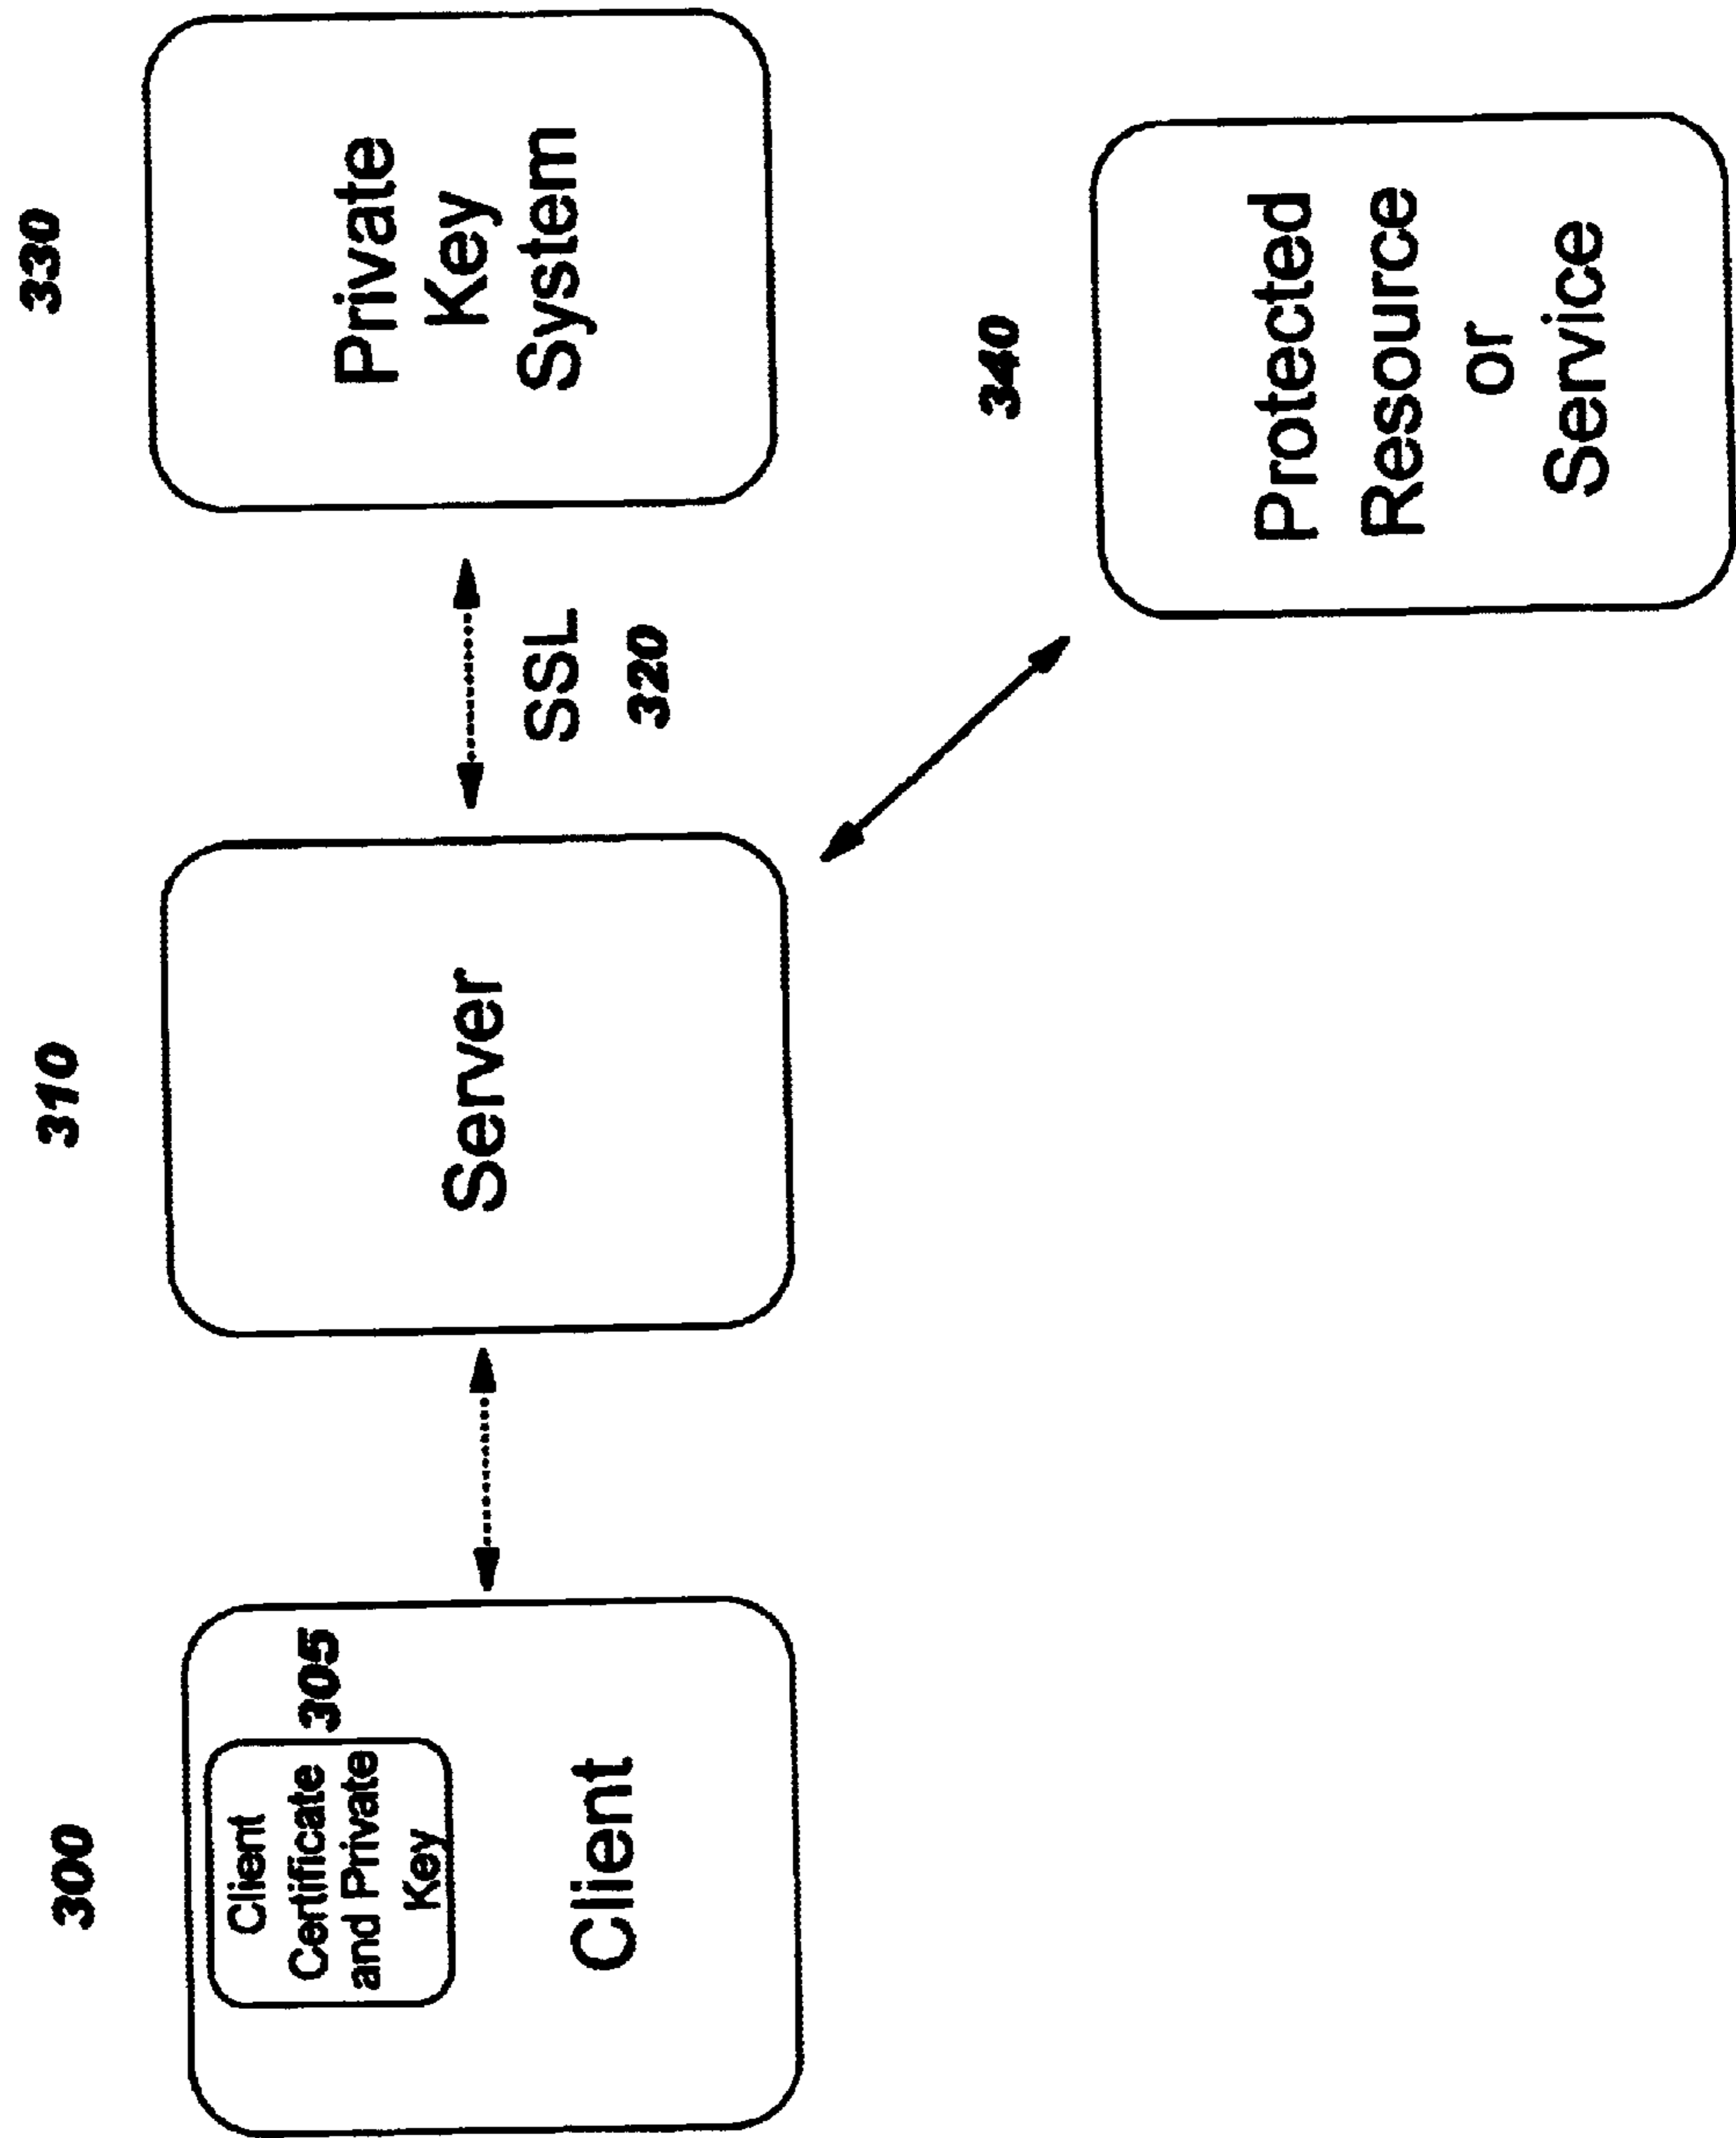 300
Client
Certificate
and Private
Key
305
Client
310
Server
SSL
320
330
Private
Key
System
340
Protected
Resource
or
Service